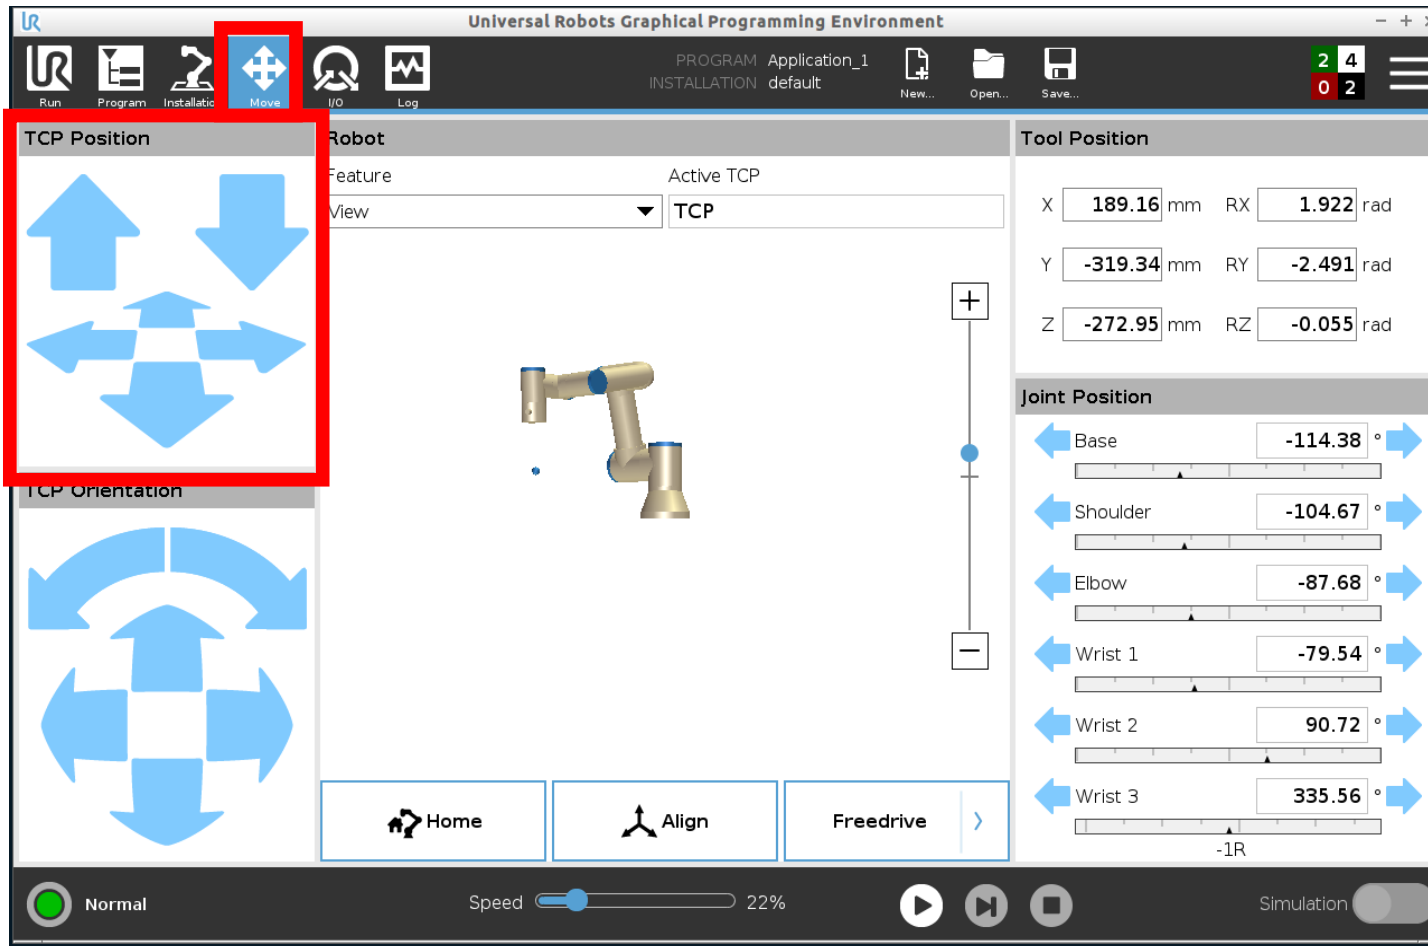 Universal Robots Graphical Programming Environment
UR
Run
Program
Installatio
Move
I/O
Log
PROGRAM Application_1
INSTALLATION default
New...
Open...
Save...
2 4
0 2
TCP Position
Robot
Feature
Active TCP
View
TCP
TCP Orientation
Home
Align
Freedrive
Tool Position
X 189.16 mm RX 1.922 rad
Y -319.34 mm RY -2.491 rad
Z -272.95 mm RZ -0.055 rad
Joint Position
Base -114.38 °
Shoulder -104.67 °
Elbow -87.68 °
Wrist 1 -79.54 °
Wrist 2 90.72 °
Wrist 3 335.56 °
-1R
Normal
Speed 22%
Simulation